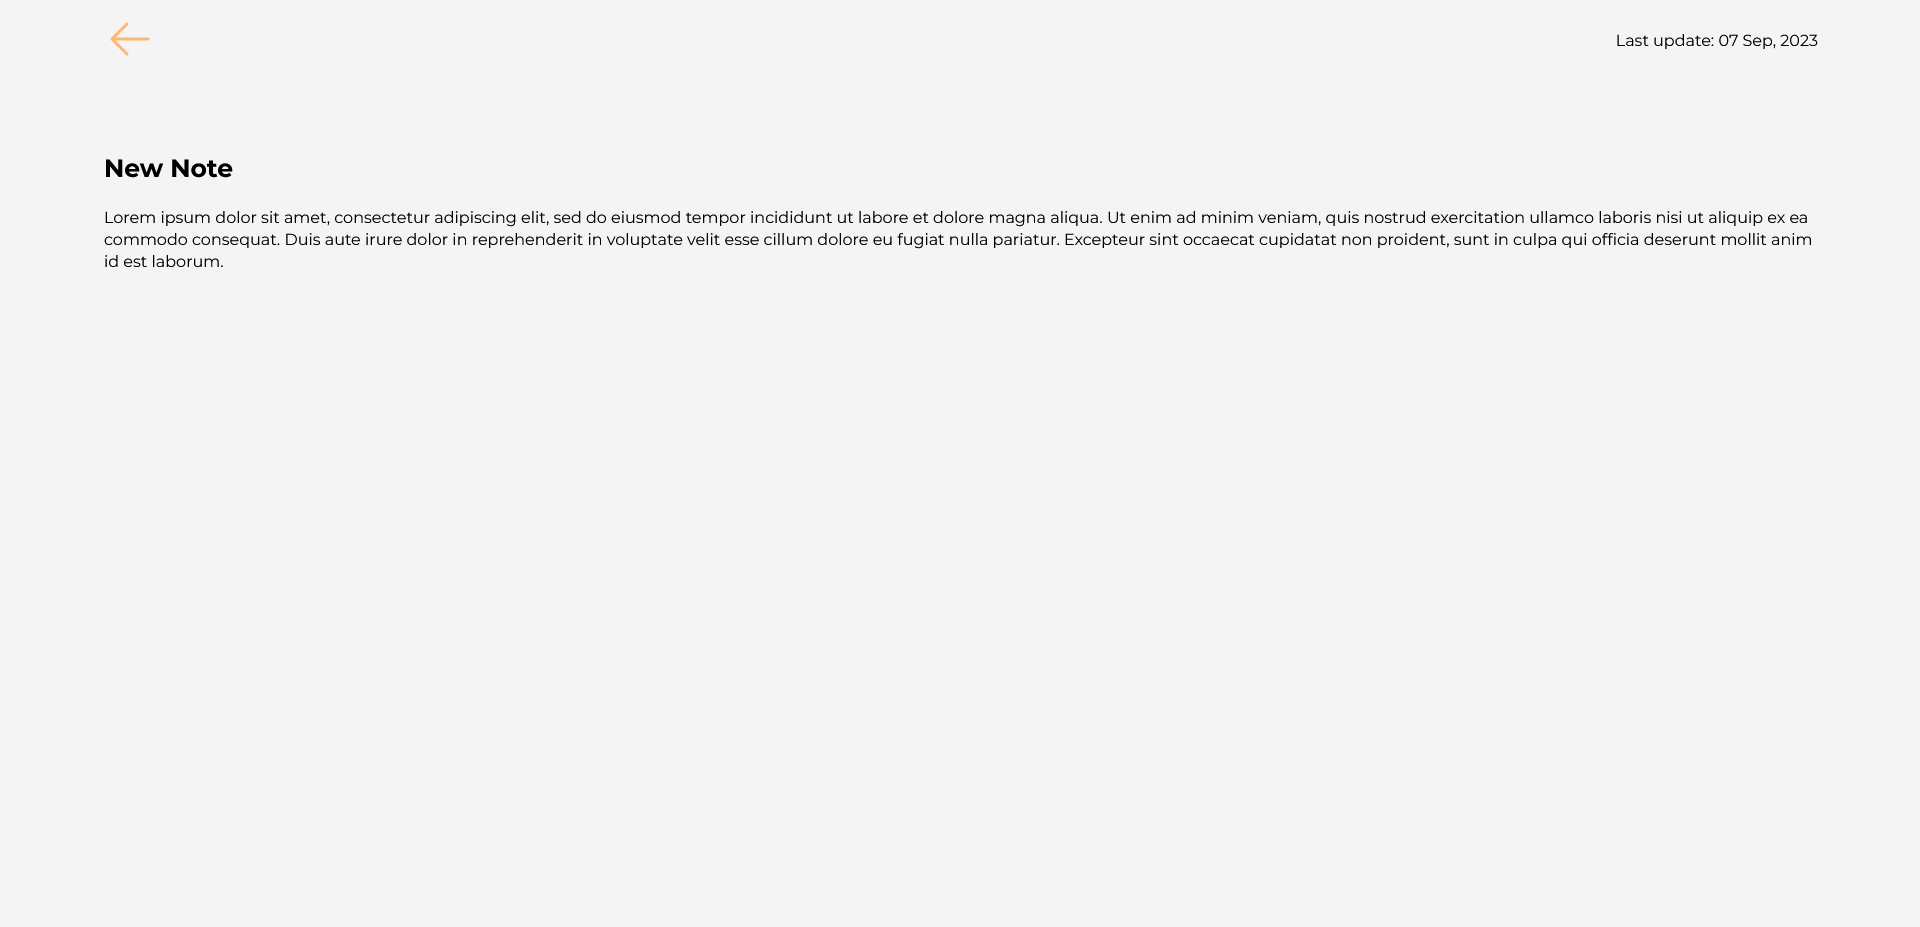 Last update: 07 Sep, 2023
New Note
Lorem ipsum dolor sit amet, consectetur adipiscing elit, sed do eiusmod tempor incididunt ut labore et dolore magna aliqua. Ut enim ad minim veniam, quis nostrud exercitation ullamco laboris nisi ut aliquip ex ea
commodo consequat. Duis aute irure dolor in reprehenderit in voluptate velit esse cillum dolore eu fugiat nulla pariatur. Excepteur sint occaecat cupidatat non proident, sunt in culpa qui officia deserunt mollit anim
id est laborum.